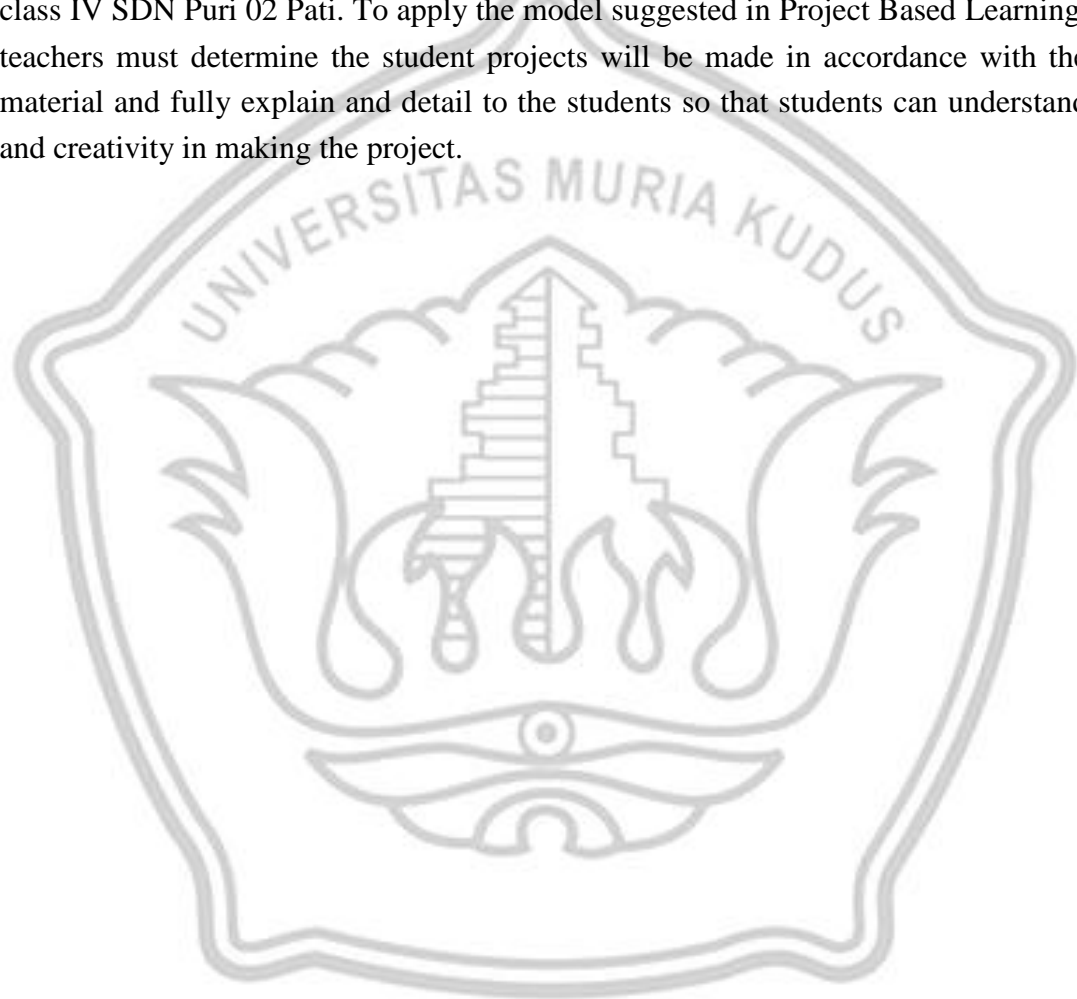 class IV SDN Puri 02 Pati. To apply the model suggested in Project Based Learning
teachers must determine the student projects will be made in accordance with the
material and fully explain and detail to the students so that students can understand
and creativity in making the project.
UNIVERSITAS MURIA KUDUS